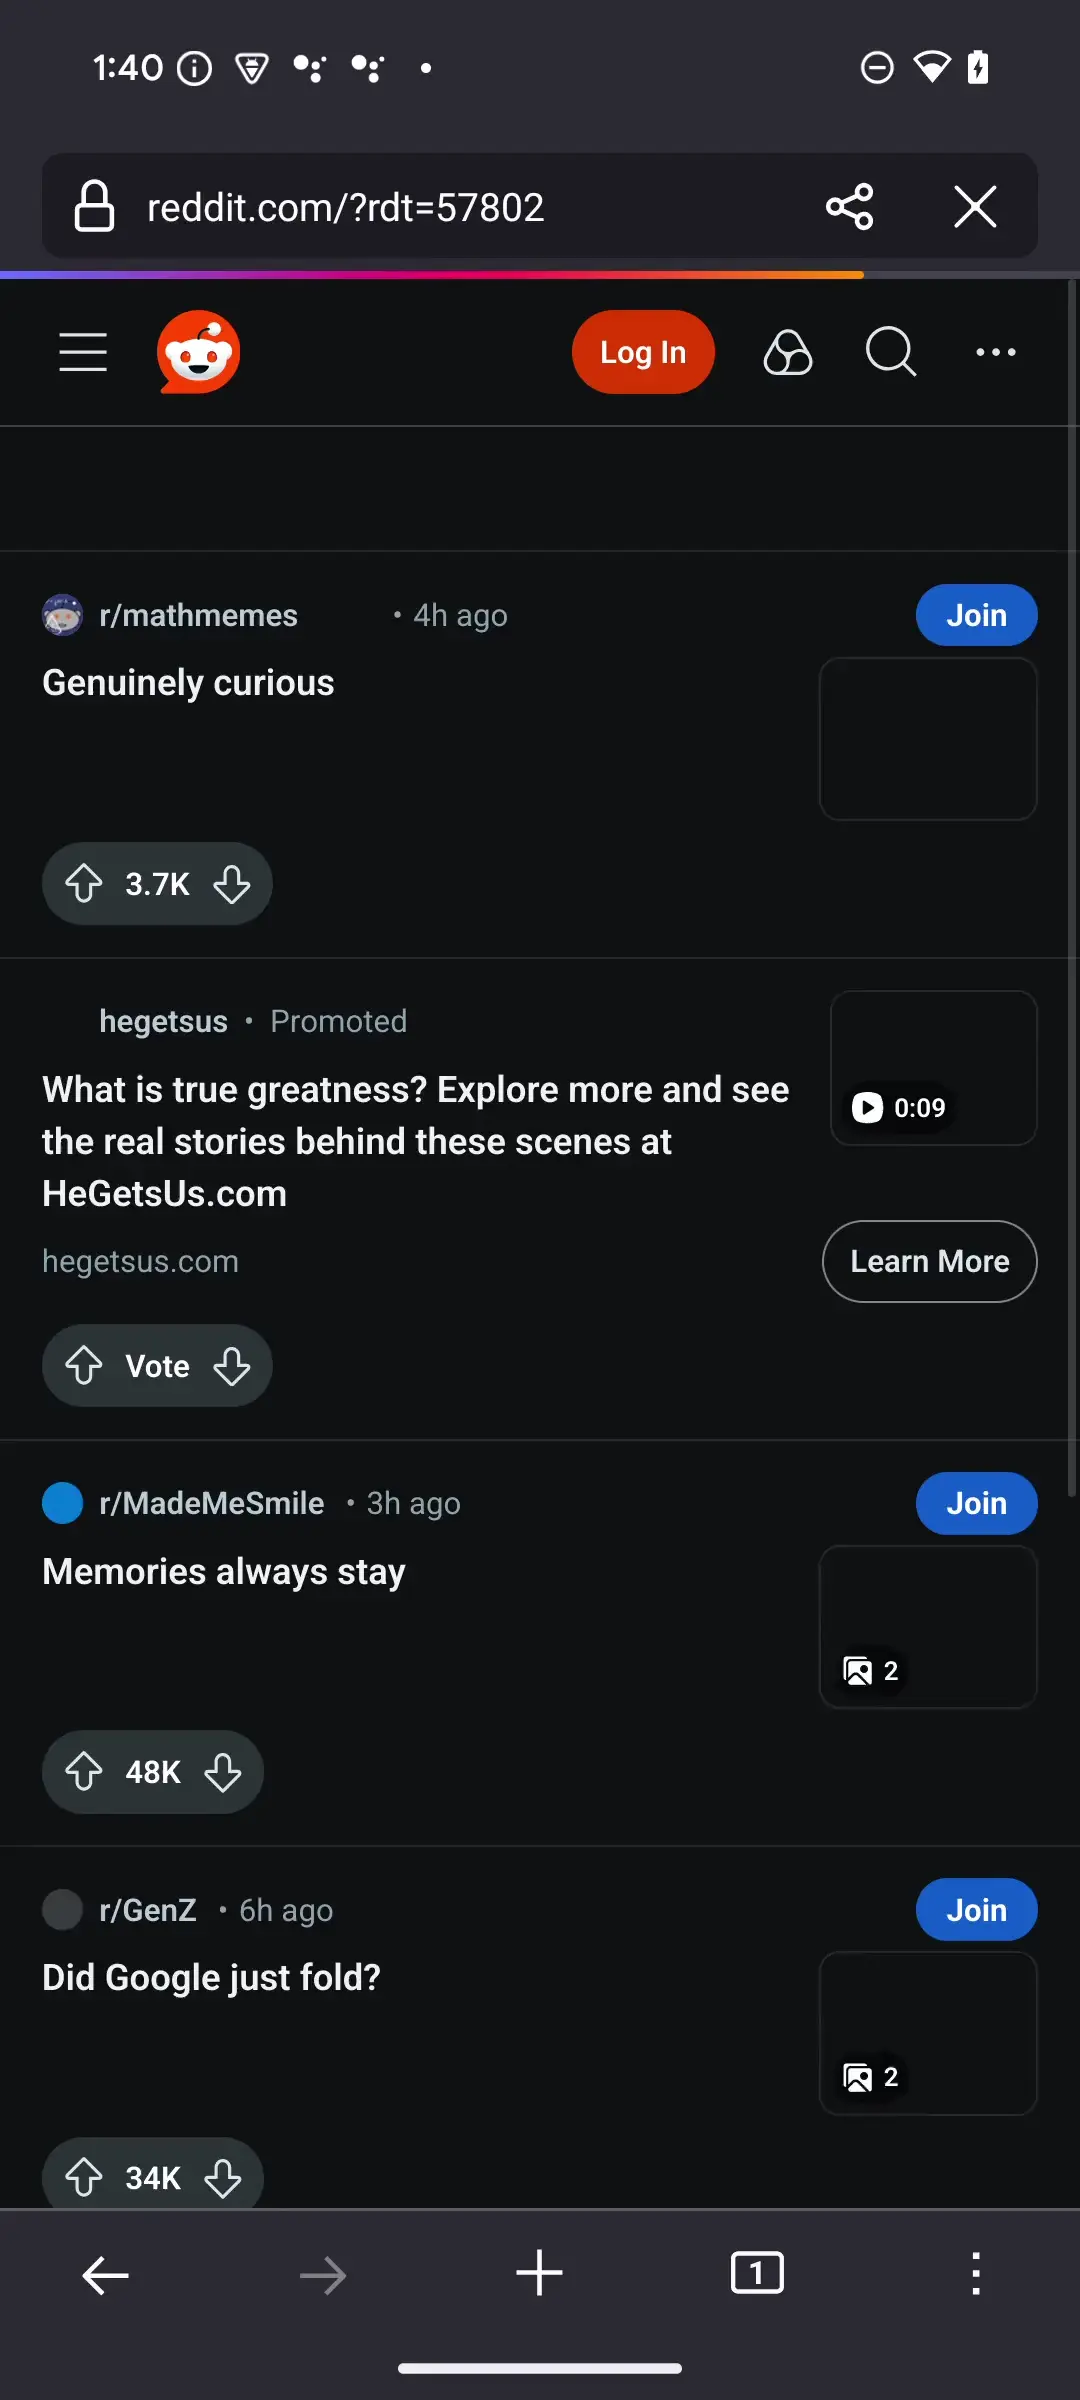 1:40
reddit.com/?rdt=57802
Log In
r/mathmemes • 4h ago
Join
Genuinely curious
3.7K
hegetsus • Promoted
What is true greatness? Explore more and see
the real stories behind these scenes at
HeGetsUs.com
0:09
hegetsus.com
Learn More
Vote
r/MadeMeSmile • 3h ago
Join
Memories always stay
2
48K
r/GenZ • 6h ago
Join
Did Google just fold?
2
34K
1